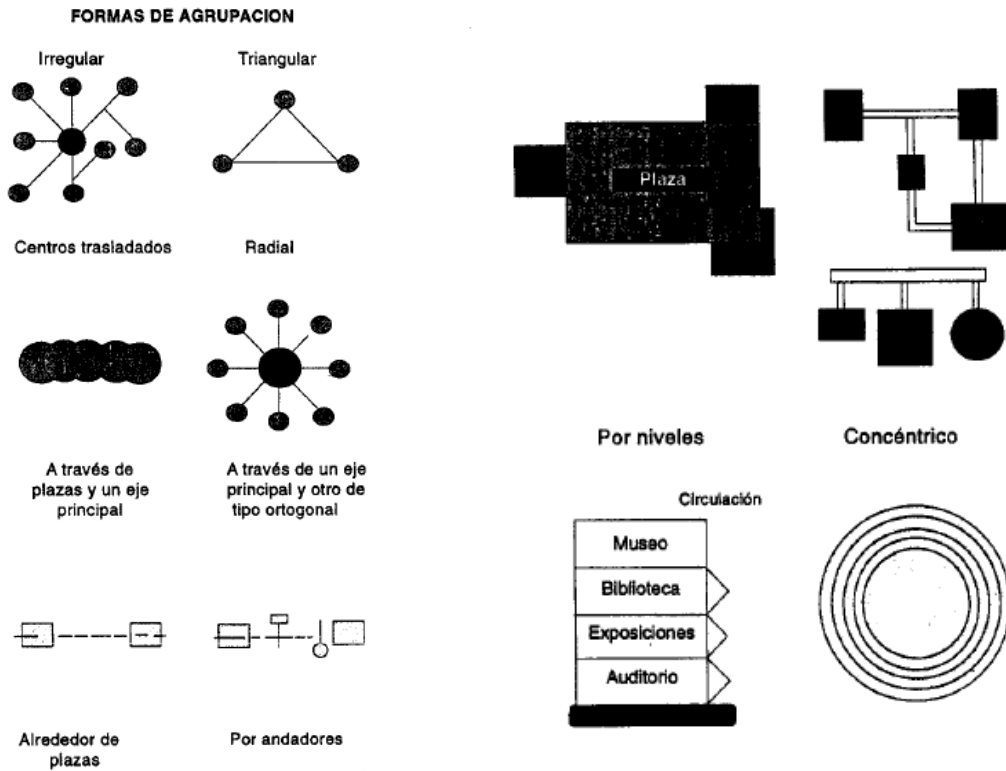 FORMAS DE AGRUPACION
Irregular
Triangular
Centros trasladados
Radial
A través de
plazas y un eje
principal
A través de un eje
principal y otro de
tipo ortogonal
Alrededor de
plazas
Por andadores
Plaza
Por niveles
Concéntrico
Circulación
Museo
Biblioteca
Exposiciones
Auditorio